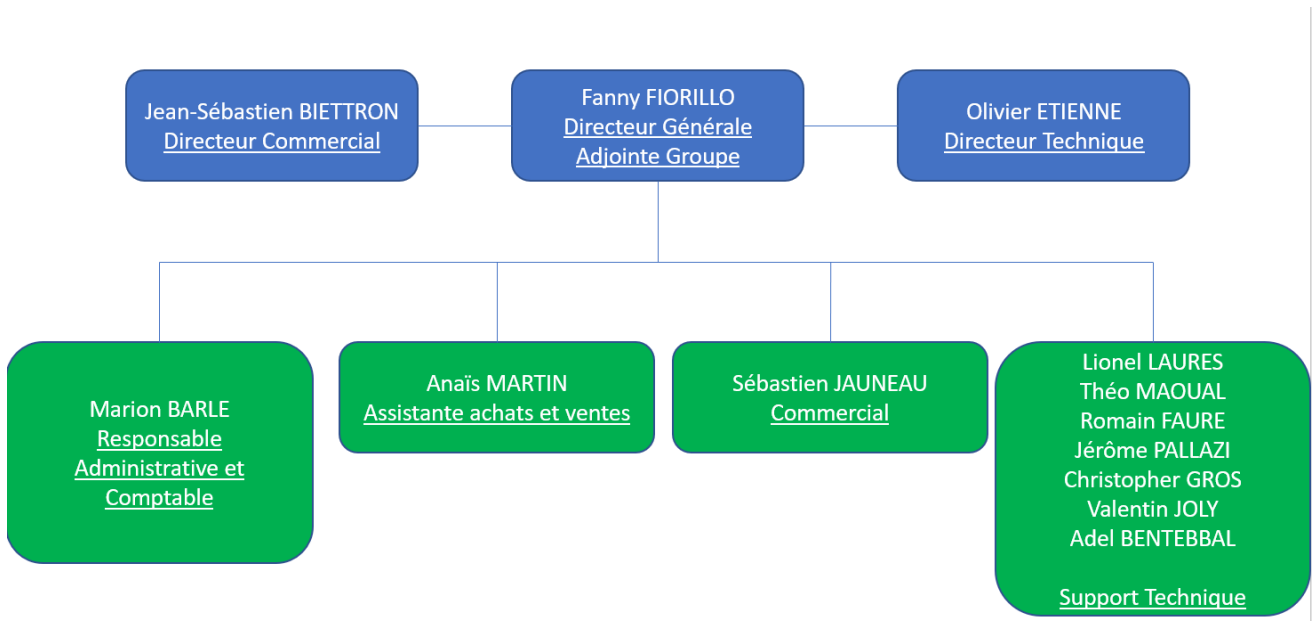 Jean-Sébastien BIETTRON
Directeur Commercial
Fanny FIORILLO
Directeur Générale
Adjointe Groupe
Olivier ETIENNE
Directeur Technique
Marion BARLE
Responsable
Administrative et
Comptable
Anaïs MARTIN
Assistante achats et ventes
Sébastien JAUNEAU
Commercial
Lionel LAURES
Théo MAOUAL
Romain FAURE
Jérôme PALLAZI
Christopher GROS
Valentin JOLY
Adel BENTEBBAL
Support Technique